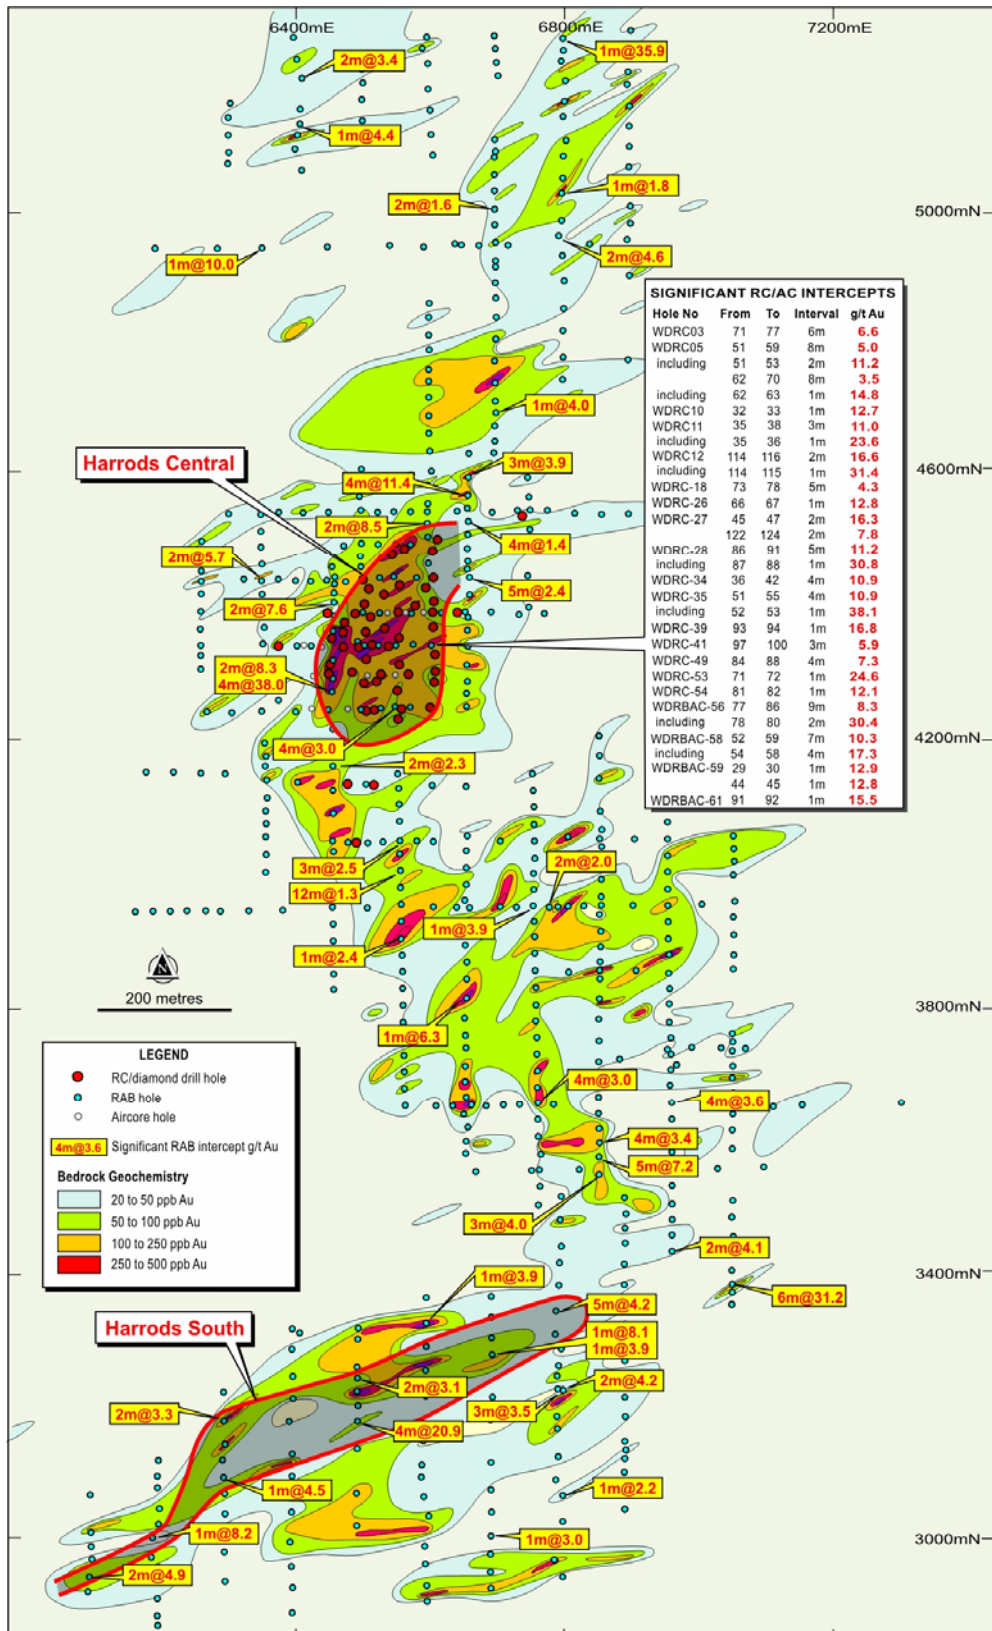 6400mE 6800mE 7200mE
1m@35.9
2m@3.4
1m@4.4
1m@1.8
2m@1.6
5000mN
2m@4.6
1m@10.0
SIGNIFICANT RC/AC INTERCEPTS
Hole No From To Interval g/t Au
WDRC03 71 77 6m 6.6
WDRC05 51 59 8m 5.0
including 51 53 2m 11.2
62 70 8m 3.5
including 62 63 1m 14.8
WDRC10 32 33 1m 12.7
WDRC11 35 38 3m 11.0
including 35 36 1m 23.6
WDRC12 114 116 2m 16.6
including 114 115 1m 31.4
WDRC-18 73 78 5m 4.3
WDRC-26 66 67 1m 12.8
WDRC-27 45 47 2m 16.3
122 124 2m 7.8
WDRC-28 86 91 5m 11.2
including 87 88 1m 30.8
WDRC-34 36 42 4m 10.9
WDRC-35 51 55 4m 10.9
including 52 53 1m 38.1
WDRC-39 93 94 1m 16.8
WDRC-41 97 100 3m 5.9
WDRC-49 84 88 4m 7.3
WDRC-53 71 72 1m 24.6
WDRC-54 81 82 1m 12.1
WDRBAC-56 77 86 9m 8.3
including 78 80 2m 30.4
WDRBAC-58 52 59 7m 10.3
including 54 58 4m 17.3
WDRBAC-59 29 30 1m 12.9
44 45 1m 12.8
WDRBAC-61 91 92 1m 15.5
1m@4.0
Harrods Central
3m@3.9
4600mN
4m@11.4
2m@8.5
4m@1.4
2m@5.7
5m@2.4
2m@7.6
2m@8.3
4m@38.0
4m@3.0
4200mN
2m@2.3
3m@2.5
2m@2.0
12m@1.3
1m@3.9
1m@2.4
N
200 metres
3800mN
1m@6.3
LEGEND
RC/diamond drill hole
RAB hole
Aircore hole
4m@3.6 Significant RAB intercept g/t Au
Bedrock Geochemistry
20 to 50 ppb Au
50 to 100 ppb Au
100 to 250 ppb Au
250 to 500 ppb Au
4m@3.0
4m@3.6
4m@3.4
5m@7.2
3m@4.0
2m@4.1
3400mN
1m@3.9
6m@31.2
5m@4.2
Harrods South
1m@8.1
1m@3.9
2m@3.1
2m@4.2
2m@3.3
3m@3.5
4m@20.9
1m@4.5
1m@2.2
1m@8.2
1m@3.0
3000mN
2m@4.9